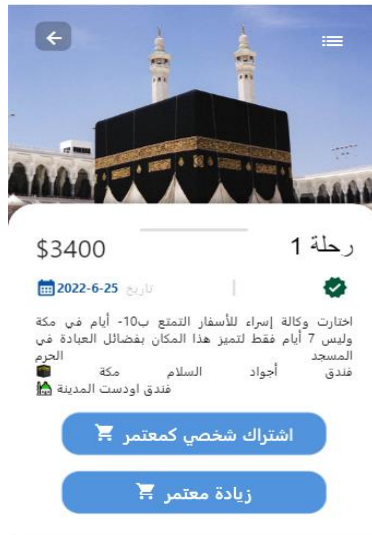 رحلة 1
$3400
تاريخ 2022-6-25
اختارت وكالة إسراء للأسفار التمتع ب10- أيام في مكة
وليس 7 أيام فقط لتميز هذا المكان بفضائل العبادة في
المسجد الحرم
فندق أجواد السلام مكة 🕋
فندق اودست المدينة 🕌
اشتراك شخصي كمعتمر
زيادة معتمر